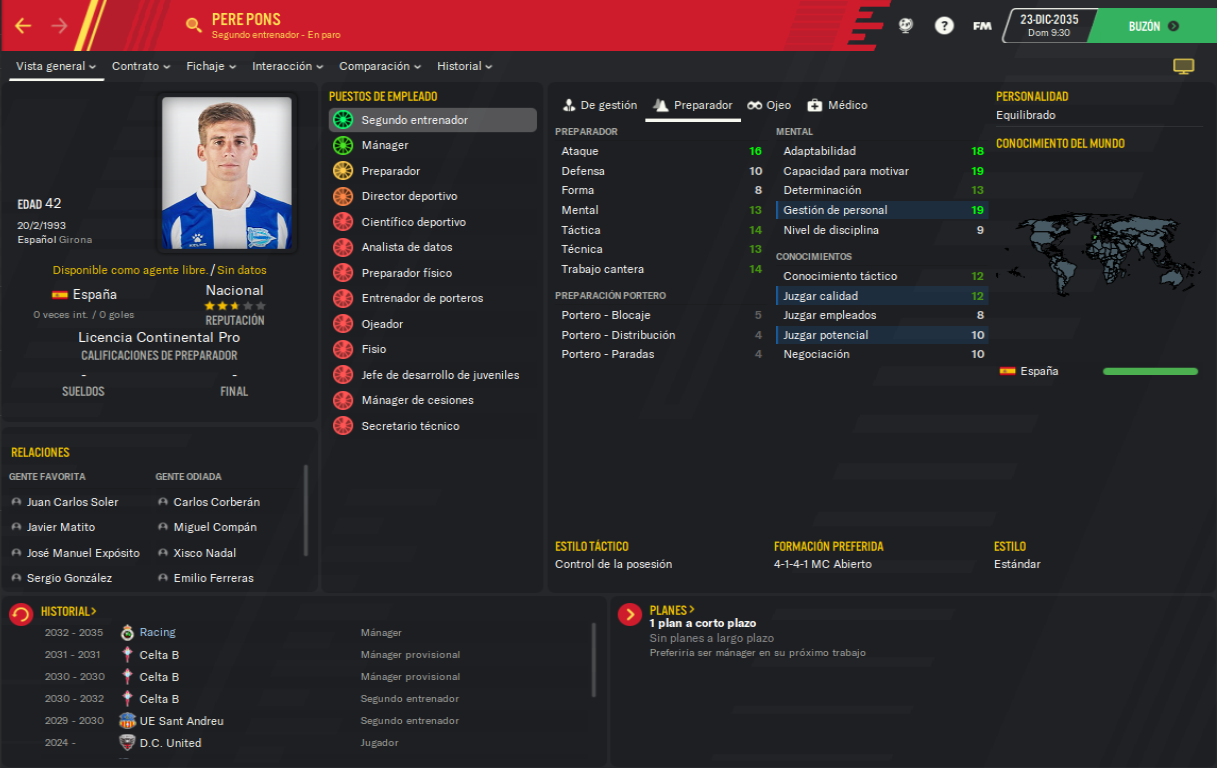 PERE PONS
Segundo entrenador - En paro
FM
23-DIC-2035
Dom 9:30
BUZÓN
Vista general
Contrato
Fichaje
Interacción
Comparación
Historial
EDAD 42
20/2/1993
Español Girona
Disponible como agente libre. / Sin datos
España
0 veces int. / 0 goles
Nacional
REPUTACIÓN
Licencia Continental Pro
CALIFICACIONES DE PREPARADOR
-
SUELDOS
-
FINAL
RELACIONES
GENTE FAVORITA
GENTE ODIADA
Juan Carlos Soler
Carlos Corberán
Javier Matito
Miguel Compán
José Manuel Expósito
Xisco Nadal
Sergio González
Emilio Ferreras
PUESTOS DE EMPLEADO
Segundo entrenador
Mánager
Preparador
Director deportivo
Científico deportivo
Analista de datos
Preparador físico
Entrenador de porteros
Ojeador
Fisio
Jefe de desarrollo de juveniles
Mánager de cesiones
Secretario técnico
De gestión
Preparador
Ojeo
Médico
PREPARADOR
Ataque 16
Defensa 10
Forma 8
Mental 13
Táctica 14
Técnica 13
Trabajo cantera 14
PREPARACIÓN PORTERO
Portero - Blocaje 5
Portero - Distribución 4
Portero - Paradas 4
MENTAL
Adaptabilidad 18
Capacidad para motivar 19
Determinación 13
Gestión de personal 19
Nivel de disciplina 9
CONOCIMIENTOS
Conocimiento táctico 12
Juzgar calidad 12
Juzgar empleados 8
Juzgar potencial 10
Negociación 10
PERSONALIDAD
Equilibrado
CONOCIMIENTO DEL MUNDO
España
ESTILO TÁCTICO
Control de la posesión
FORMACIÓN PREFERIDA
4-1-4-1 MC Abierto
ESTILO
Estándar
HISTORIAL >
2032 - 2035 Racing Mánager
2031 - 2031 Celta B Mánager provisional
2030 - 2030 Celta B Mánager provisional
2030 - 2032 Celta B Segundo entrenador
2029 - 2030 UE Sant Andreu Segundo entrenador
2024 - D.C. United Jugador
PLANES >
1 plan a corto plazo
Sin planes a largo plazo
Preferiría ser mánager en su próximo trabajo